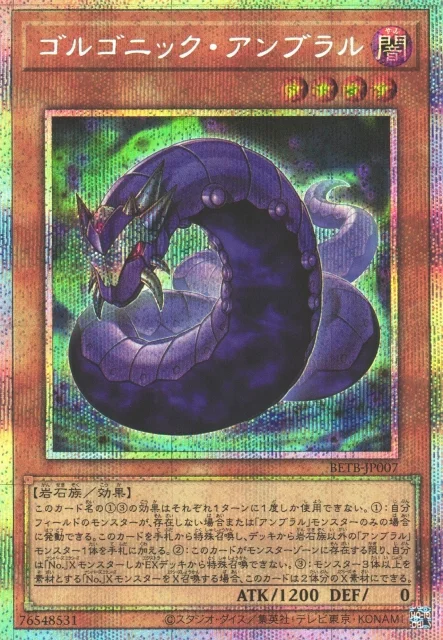 ゴルゴニック・アンブラル
闇
BETB-JP007
【岩石族／効果】
このカード名の①③の効果はそれぞれ１ターンに１度しか使用できない。①：自分
フィールドのモンスターが、存在しない場合または「アンブラル」モンスターのみの場合
に発動できる。このカードを手札から特殊召喚し、デッキから岩石族以外の「アンブラル」
モンスター１体を手札に加える。②：このカードがモンスターゾーンに存在する限り、自分
は「No.」XモンスターしかEXデッキから特殊召喚できない。③：モンスター３体以上を
素材とする「No.」XモンスターをX召喚する場合、このカードは２体分のX素材にできる。
ATK/1200 DEF/ 0
76548531
©スタジオ・ダイス/集英社・テレビ東京・KONAMI